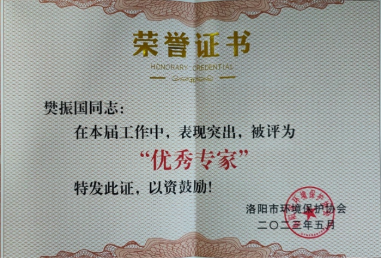 荣誉证书
HONORARY CREDENTIAL
樊振国同志：
在本届工作中，表现突出，被评为
“优秀专家”
特发此证，以资鼓励!
洛阳市环境保护协会
二〇二三年五月